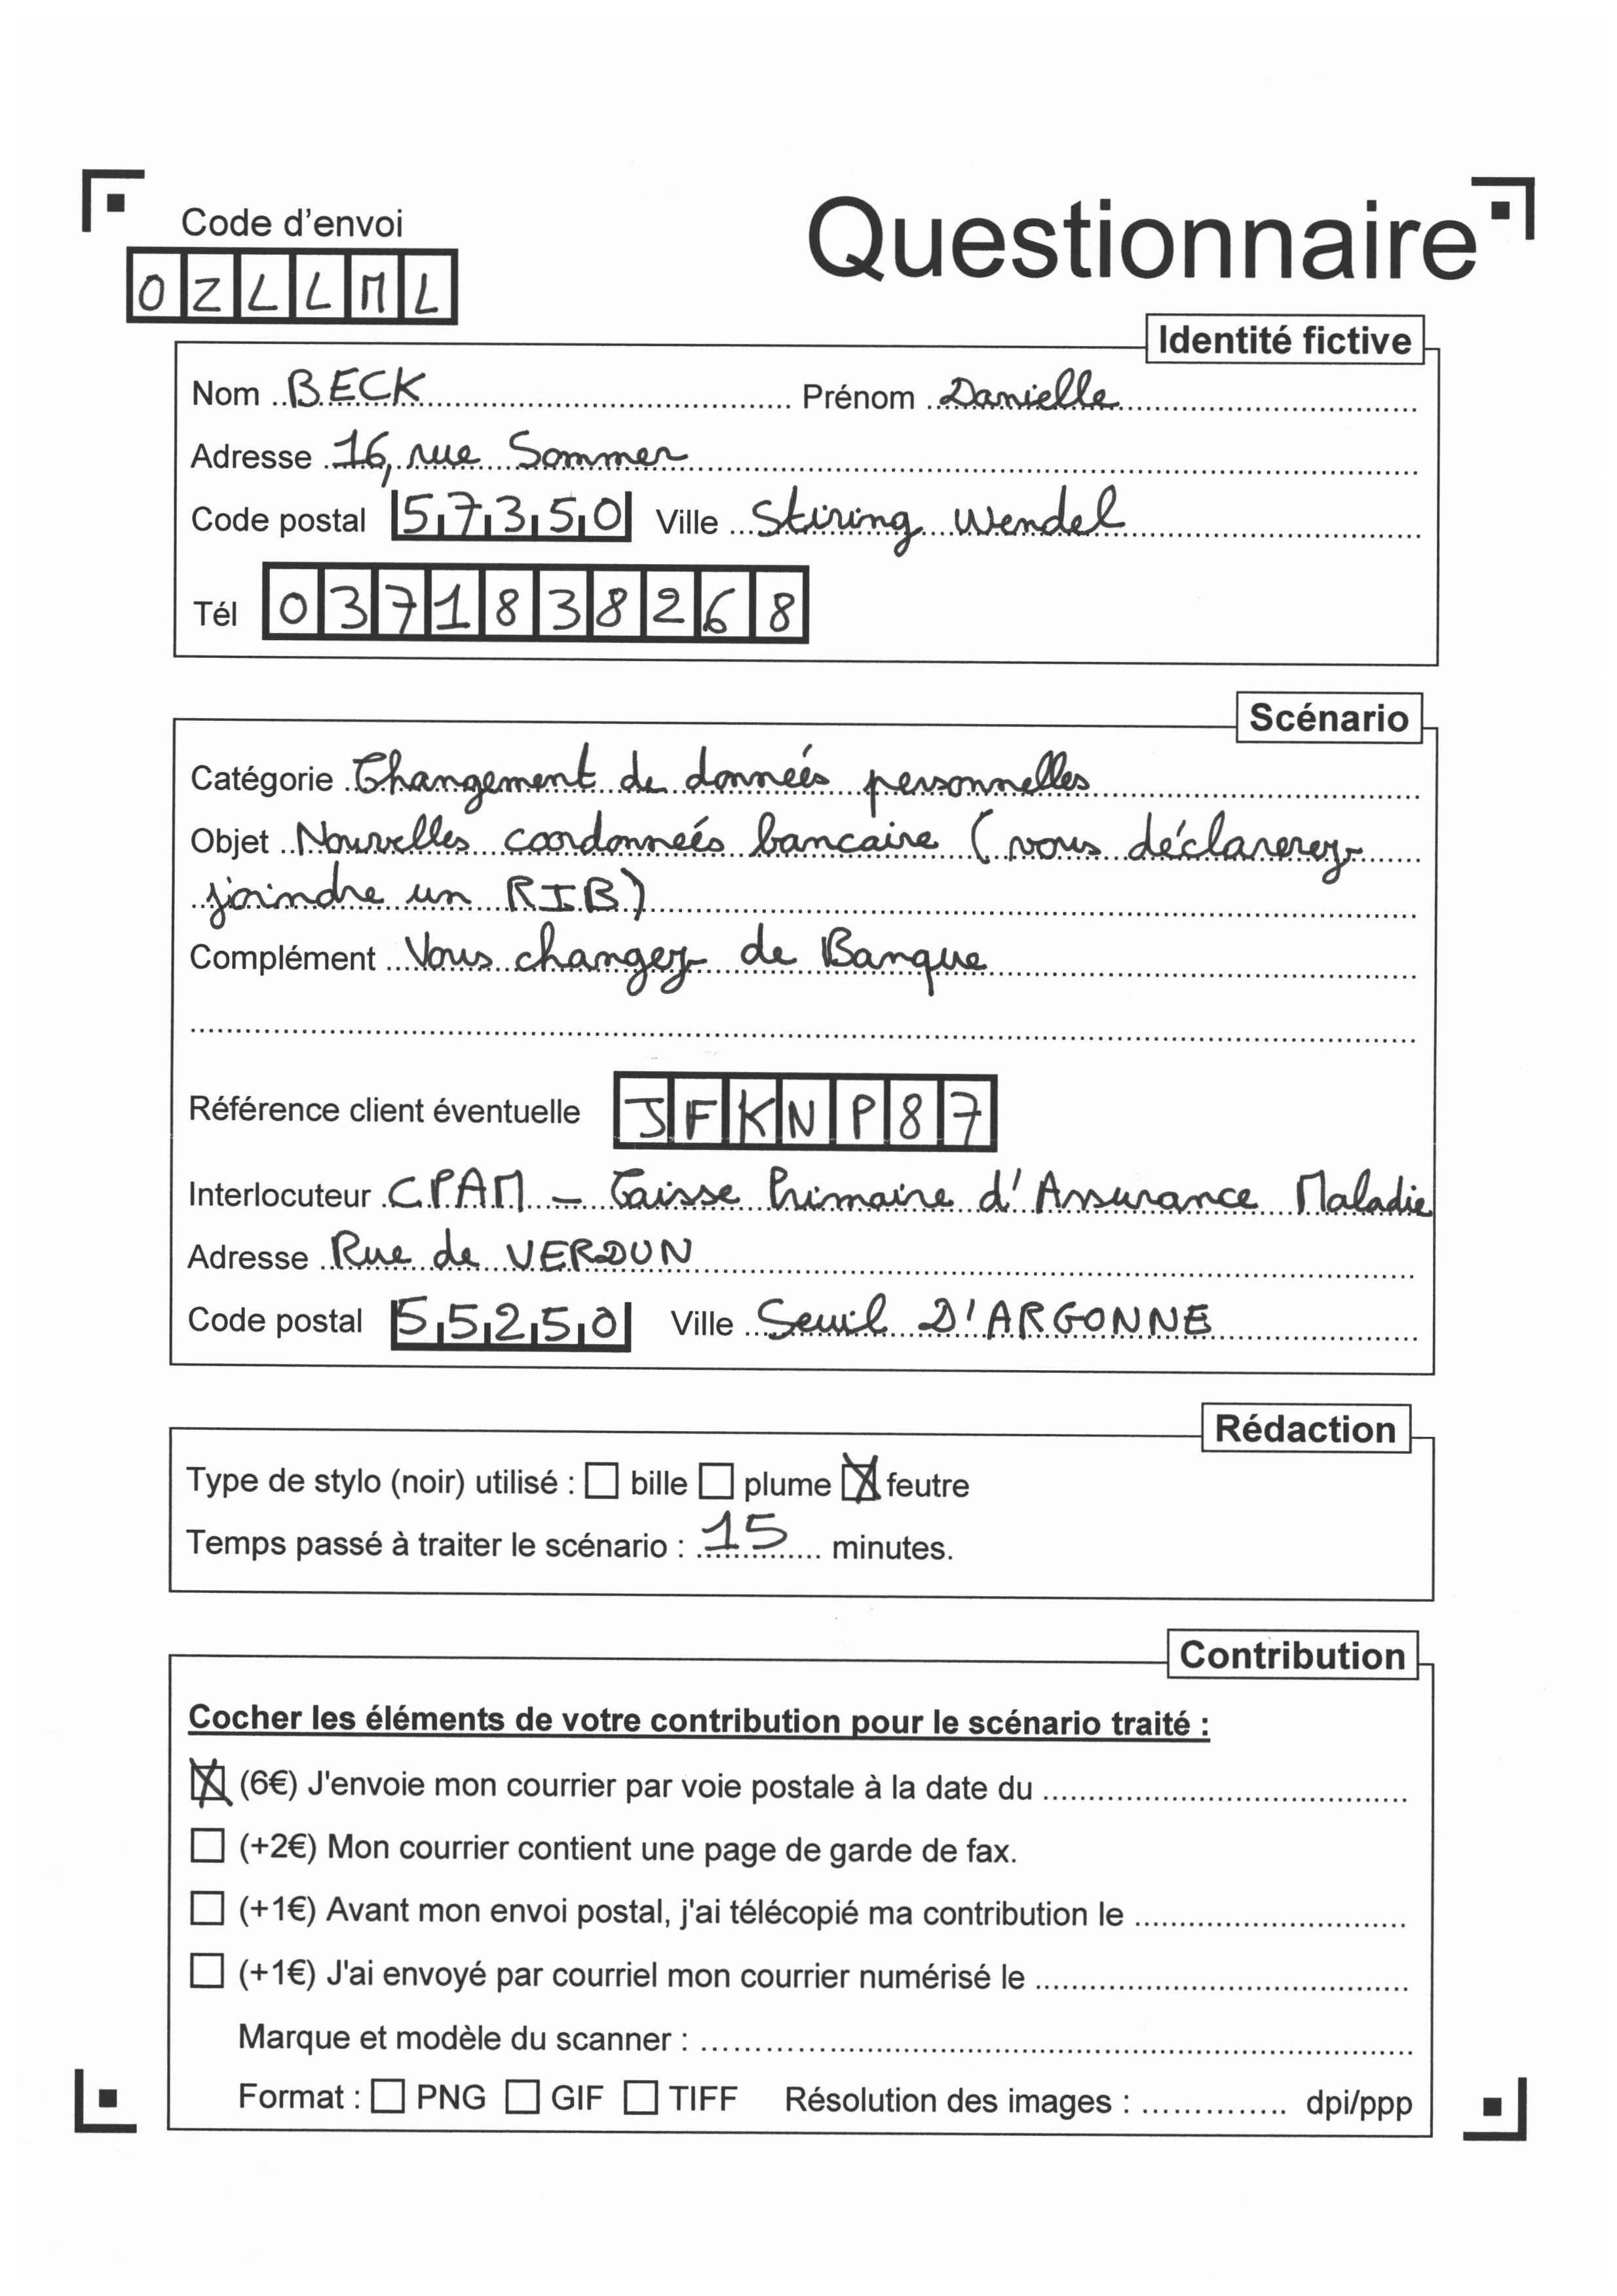 Code d'envoi
Questionnaire
OZLLML
Identité fictive
Nom BECK Prénom Danielle
Adresse 16, rue Sommer
Code postal 57350 Ville Stiring Wendel
Tél 0371838268
Scénario
Catégorie Changement de données personnelles
Objet Nouvelles coordonnées bancaire (vous déclarerez
joindre un RIB)
Complément Vous changez de Banque
Référence client éventuelle JFKNP87
Interlocuteur CPAM - Caisse Primaire d'Assurance Maladie
Adresse Rue de VERDUN
Code postal 55250 Ville Seuil D'ARGONNE
Rédaction
Type de stylo (noir) utilisé : ☐ bille ☐ plume ☒ feutre
Temps passé à traiter le scénario : 15 minutes.
Contribution
Cocher les éléments de votre contribution pour le scénario traité :
☒ (6€) J'envoie mon courrier par voie postale à la date du
☐ (+2€) Mon courrier contient une page de garde de fax.
☐ (+1€) Avant mon envoi postal, j'ai télécopié ma contribution le
☐ (+1€) J'ai envoyé par courriel mon courrier numérisé le
Marque et modèle du scanner :
Format : ☐ PNG ☐ GIF ☐ TIFF Résolution des images : dpi/ppp